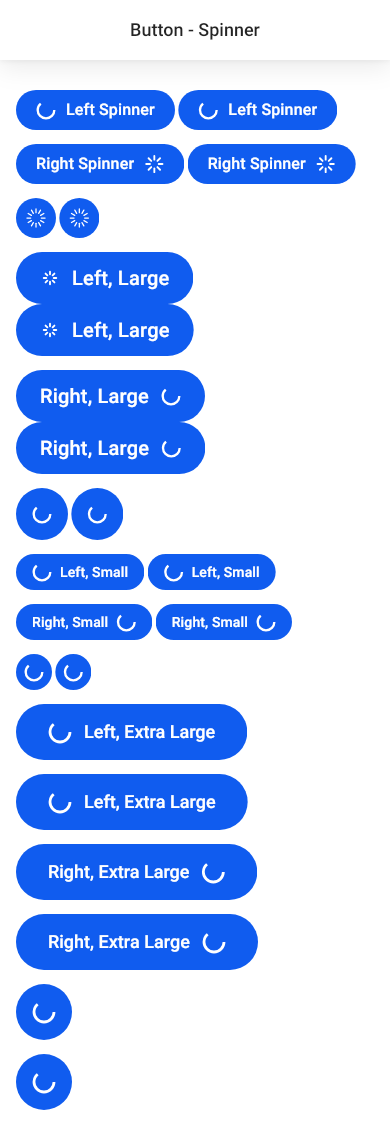 Button - Spinner
Left Spinner Left Spinner
Right Spinner Right Spinner
Left, Large
Left, Large
Right, Large
Right, Large
Left, Small Left, Small
Right, Small Right, Small
Left, Extra Large
Left, Extra Large
Right, Extra Large
Right, Extra Large